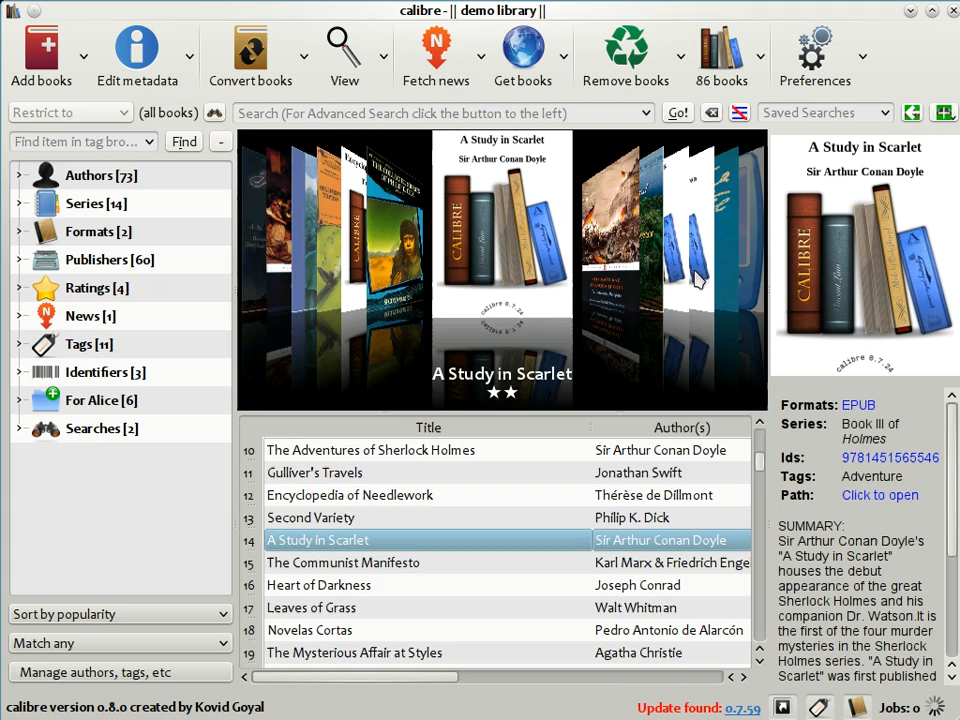 calibre - || demo library ||
Add books
Edit metadata
Convert books
View
Fetch news
Get books
Remove books
86 books
Preferences
Restrict to
(all books)
Search (For Advanced Search click the button to the left)
Go!
Saved Searches
Find item in tag bro...
Find
-
Authors [73]
Series [14]
Formats [2]
Publishers [60]
Ratings [4]
News [1]
Tags [11]
Identifiers [3]
For Alice [6]
Searches [2]
Sort by popularity
Match any
Manage authors, tags, etc
A Study in Scarlet
Sir Arthur Conan Doyle
CALIBRE
calibre 0.7.24
A Study in Scarlet
★★
Title Author(s)
10 The Adventures of Sherlock Holmes Sir Arthur Conan Doyle
11 Gulliver's Travels Jonathan Swift
12 Encyclopedia of Needlework Thérèse de Dillmont
13 Second Variety Philip K. Dick
14 A Study in Scarlet Sir Arthur Conan Doyle
15 The Communist Manifesto Karl Marx & Friedrich Enge
16 Heart of Darkness Joseph Conrad
17 Leaves of Grass Walt Whitman
18 Novelas Cortas Pedro Antonio de Alarcón
19 The Mysterious Affair at Styles Agatha Christie
A Study in Scarlet
Sir Arthur Conan Doyle
CALIBRE
calibre 0.7.24
Formats: EPUB
Series: Book III of
Holmes
Ids: 9781451565546
Tags: Adventure
Path: Click to open
SUMMARY:
Sir Arthur Conan Doyle's
"A Study in Scarlet"
houses the debut
appearance of the great
Sherlock Holmes and his
companion Dr. Watson.It is
the first of the four murder
mysteries in the Sherlock
Holmes series. "A Study in
Scarlet" was first published
calibre version 0.8.0 created by Kovid Goyal
Update found: 0.7.59
Jobs: 0